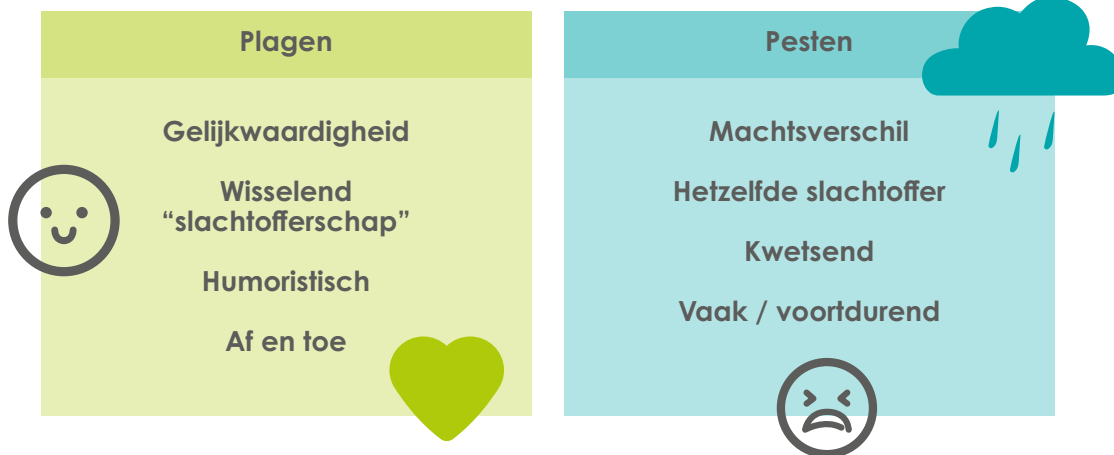 Plagen
Gelijkwaardigheid
Wisselend
“slachtofferschap”
Humoristisch
Af en toe
Pesten
Machtsverschil
Hetzelfde slachtoffer
Kwetsend
Vaak / voortdurend